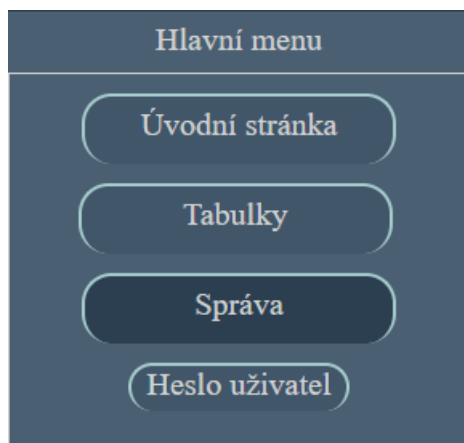 Hlavní menu
Úvodní stránka
Tabulky
Správa
Heslo uživatel